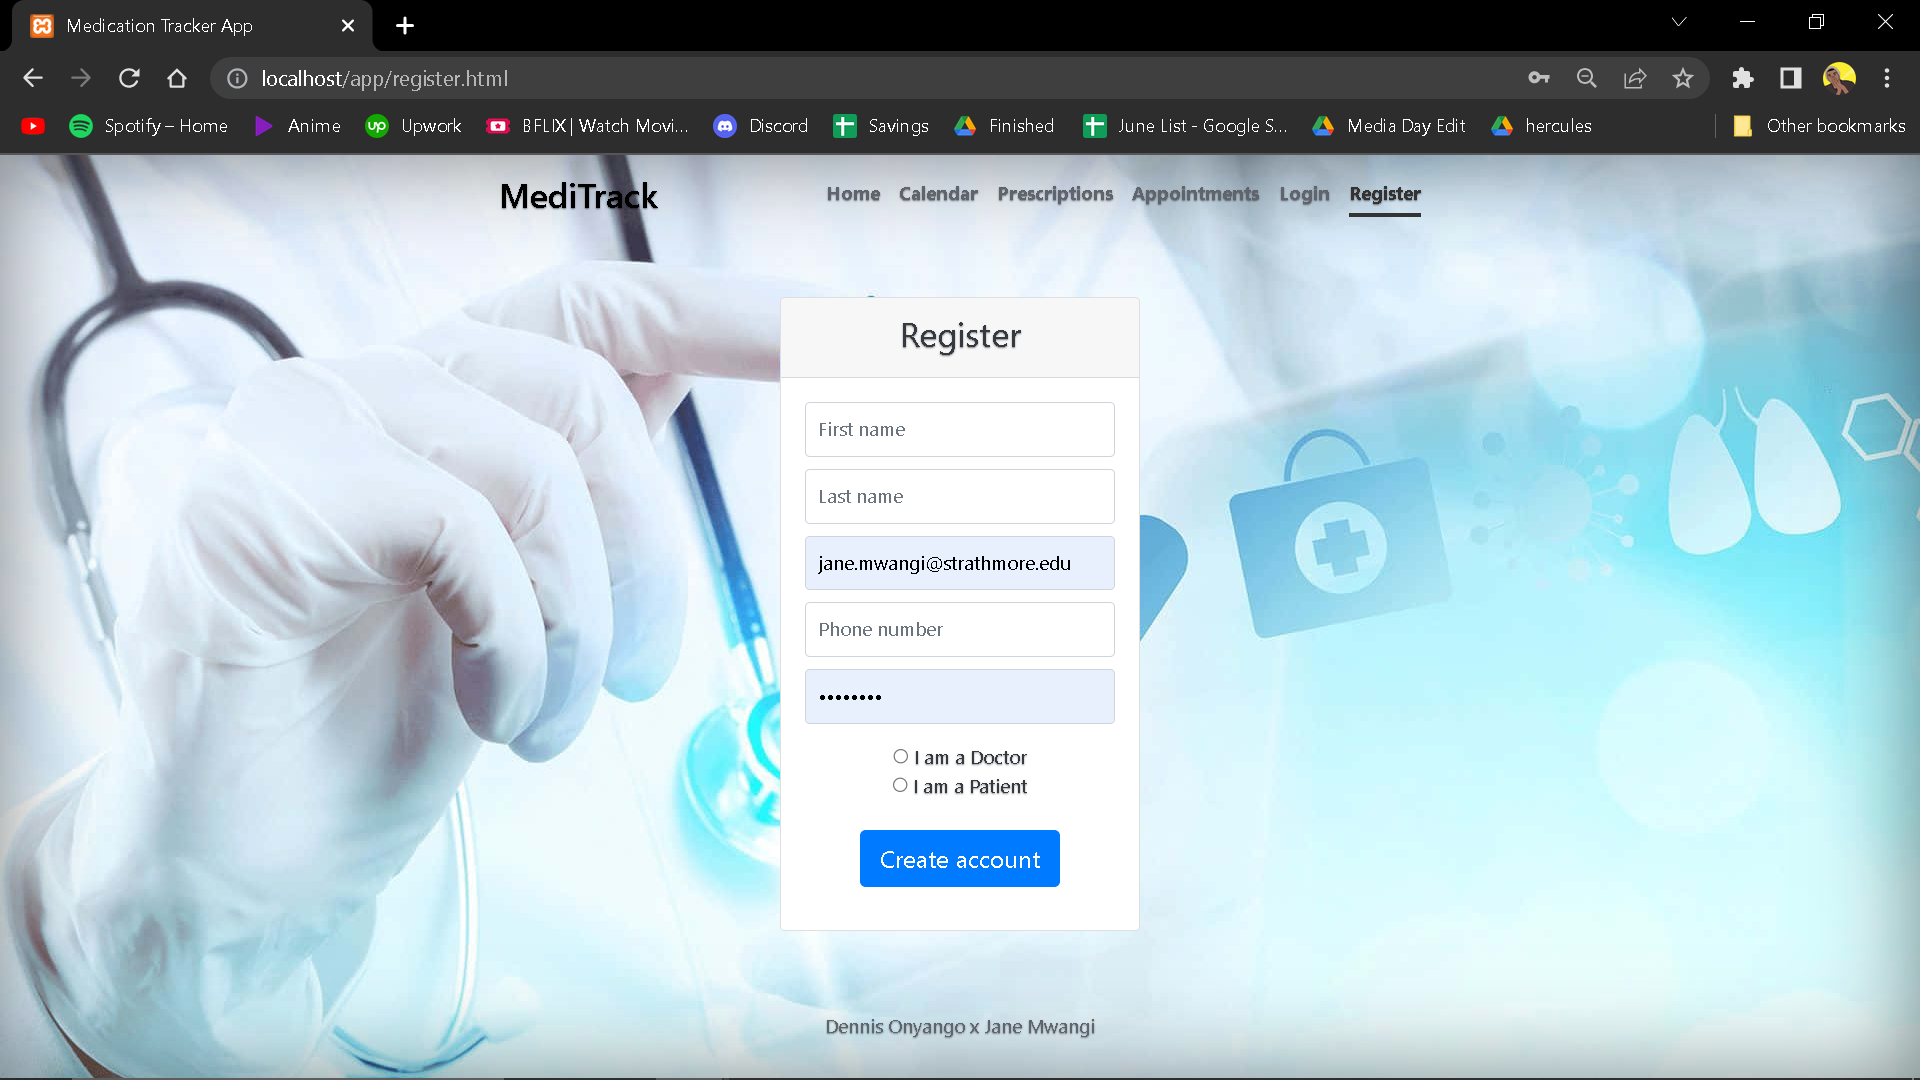 Medication Tracker App
localhost/app/register.html
Spotify – Home
Anime
up Upwork
BFLIX | Watch Movi...
Discord
Savings
Finished
June List - Google S...
Media Day Edit
hercules
Other bookmarks
MediTrack
Home Calendar Prescriptions Appointments Login Register
Register
First name
Last name
jane.mwangi@strathmore.edu
Phone number
••••••••
I am a Doctor
I am a Patient
Create account
Dennis Onyango x Jane Mwangi